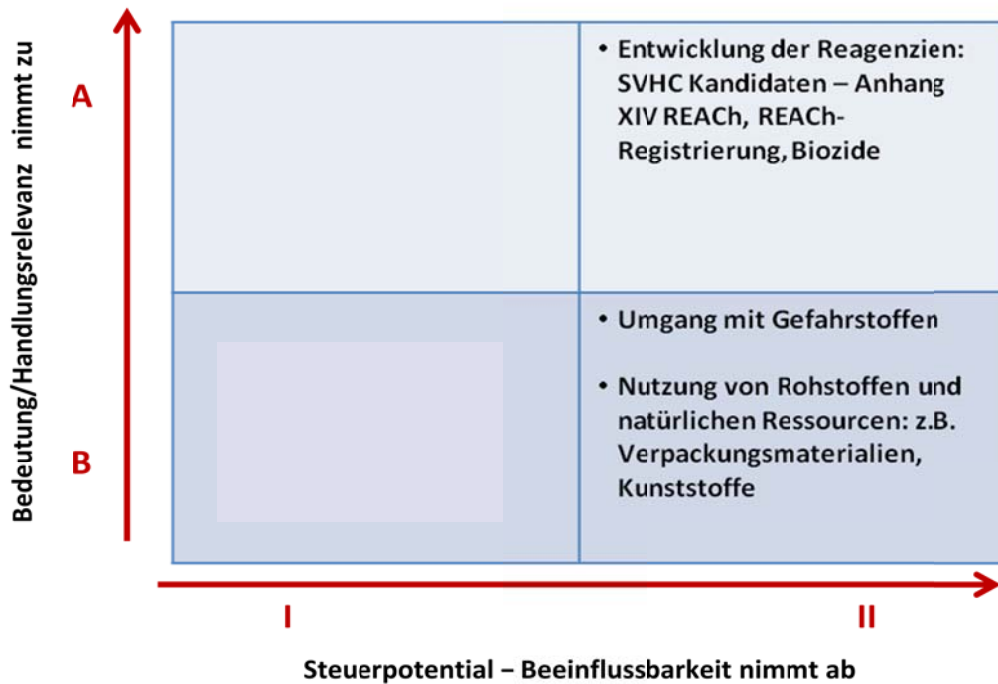 Bedeutung/Handlungsrelevanz nimmt zu
A
B
• Entwicklung der Reagenzien:
SVHC Kandidaten – Anhang
XIV REACh, REACh-
Registrierung, Biozide
• Umgang mit Gefahrstoffen
• Nutzung von Rohstoffen und
natürlichen Ressourcen: z.B.
Verpackungsmaterialien,
Kunststoffe
I
II
Steuerpotential – Beeinflussbarkeit nimmt ab